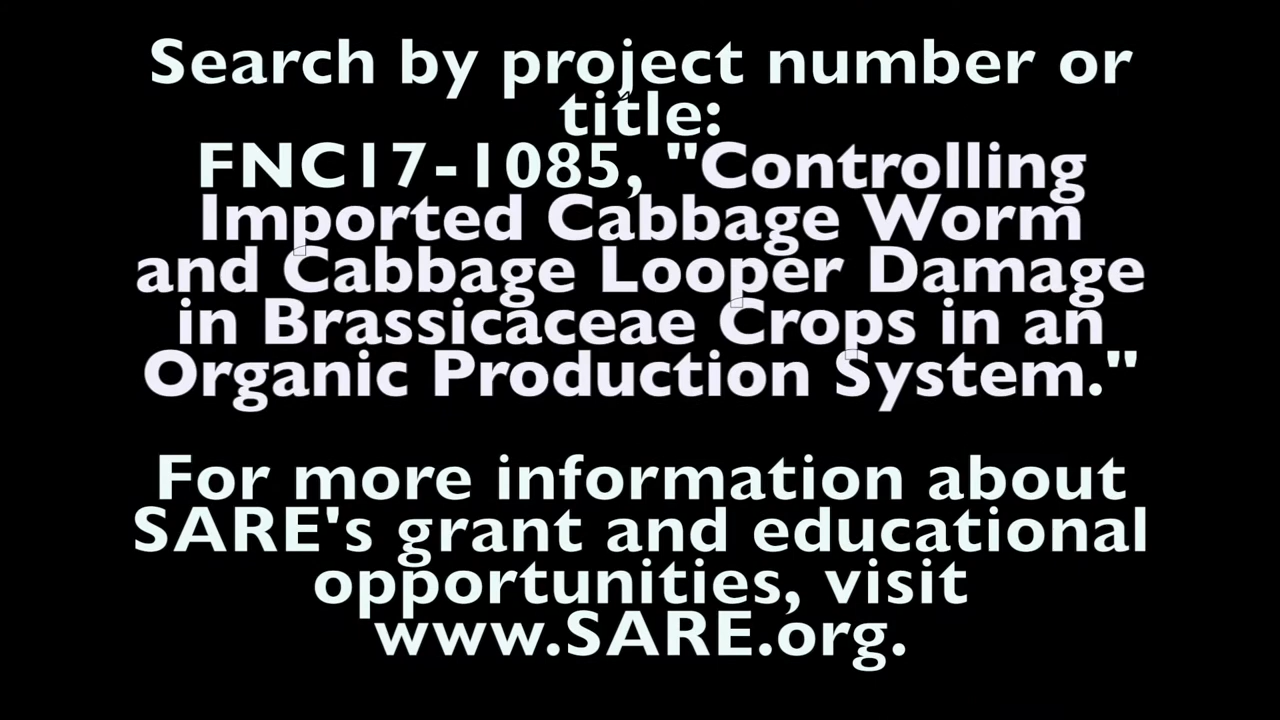 Search by project number or
title:
FNC17-1085, "Controlling
Imported Cabbage Worm
and Cabbage Looper Damage
in Brassicaceae Crops in an
Organic Production System."
For more information about
SARE's grant and educational
opportunities, visit
www.SARE.org.